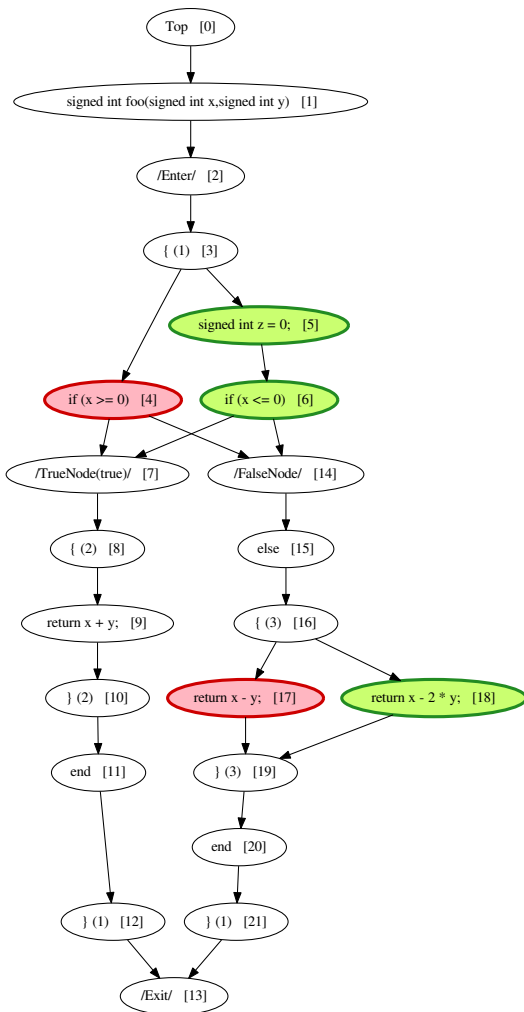 Top [0]
signed int foo(signed int x,signed int y) [1]
/Enter/ [2]
{ (1) [3]
signed int z = 0; [5]
if (x >= 0) [4]
if (x <= 0) [6]
/TrueNode(true)/ [7]
/FalseNode/ [14]
{ (2) [8]
else [15]
return x + y; [9]
{ (3) [16]
} (2) [10]
return x - y; [17]
return x - 2 * y; [18]
end [11]
} (3) [19]
end [20]
} (1) [12]
} (1) [21]
/Exit/ [13]